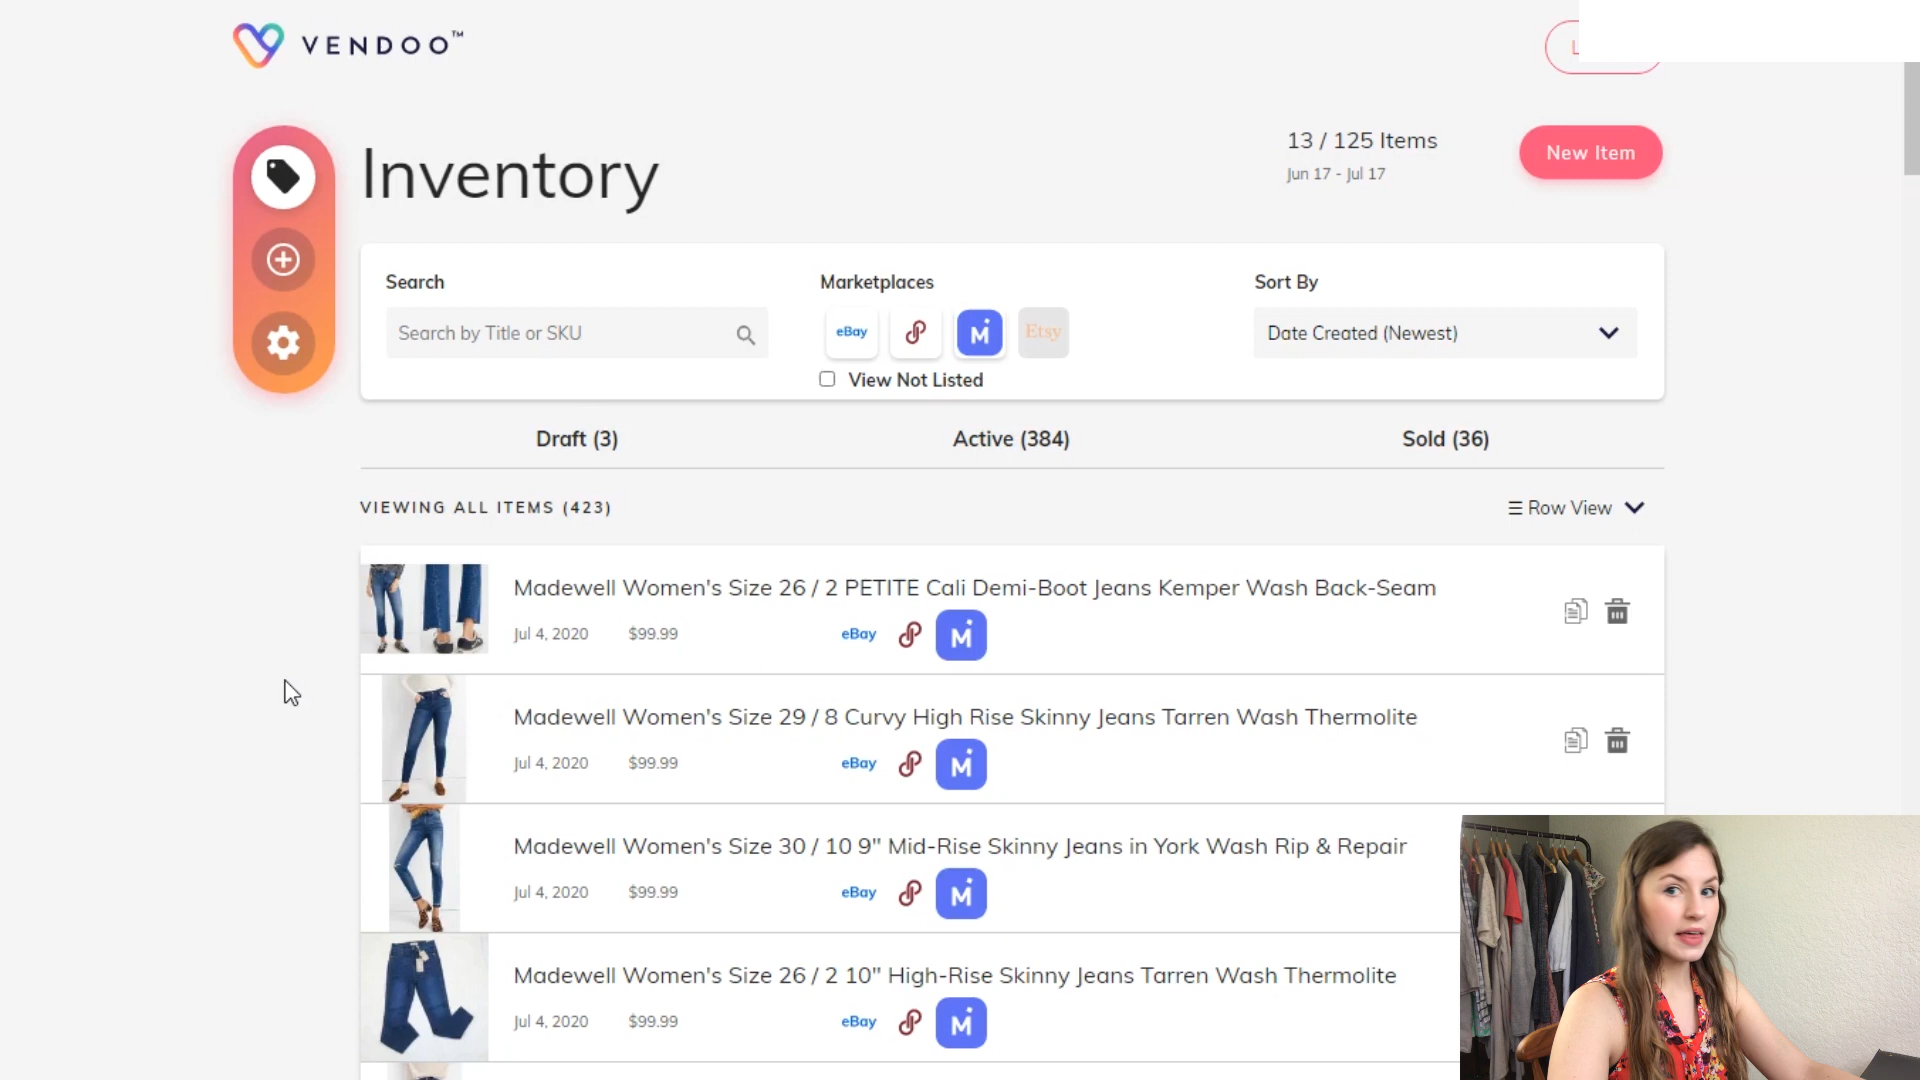 VENDOO™
L
Inventory
13 / 125 Items
Jun 17 - Jul 17
New Item
Search
Search by Title or SKU
Marketplaces
eBay
M
Etsy
View Not Listed
Sort By
Date Created (Newest)
Draft (3)
Active (384)
Sold (36)
VIEWING ALL ITEMS (423)
Row View
Madewell Women's Size 26 / 2 PETITE Cali Demi-Boot Jeans Kemper Wash Back-Seam
Jul 4, 2020 $99.99 eBay M
Madewell Women's Size 29 / 8 Curvy High Rise Skinny Jeans Tarren Wash Thermolite
Jul 4, 2020 $99.99 eBay M
Madewell Women's Size 30 / 10 9" Mid-Rise Skinny Jeans in York Wash Rip & Repair
Jul 4, 2020 $99.99 eBay M
Madewell Women's Size 26 / 2 10" High-Rise Skinny Jeans Tarren Wash Thermolite
Jul 4, 2020 $99.99 eBay M